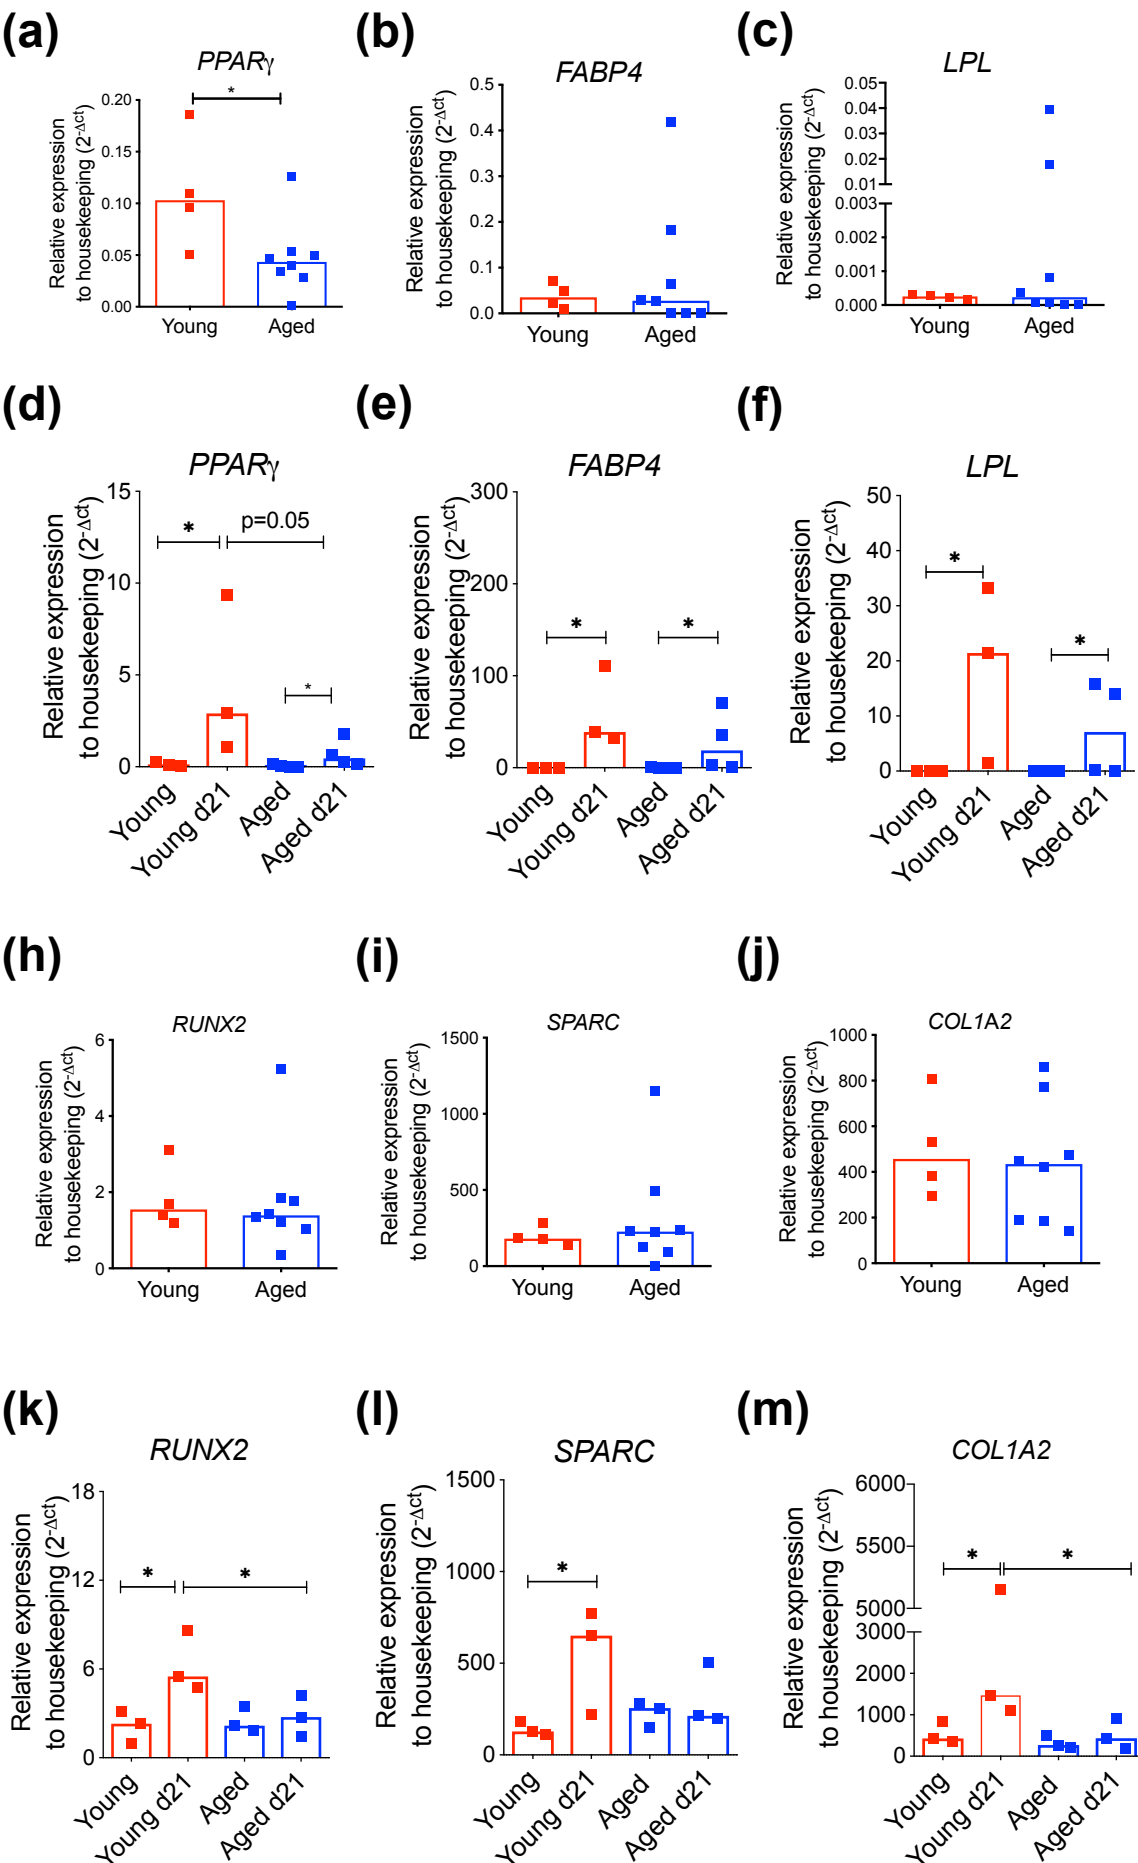 (a)
PPARγ
*
Relative expression
to housekeeping (2-Δct)
0.20
0.15
0.10
0.05
0.00
Young
Aged
(b)
FABP4
Relative expression
to housekeeping (2-Δct)
0.5
0.4
0.3
0.2
0.1
0.0
Young
Aged
(c)
LPL
Relative expression
to housekeeping (2-Δct)
0.05
0.04
0.03
0.02
0.01
0.003
0.002
0.001
0.000
Young
Aged
(d)
PPARγ
Relative expression
to housekeeping (2-Δct)
15
10
5
0
*
p=0.05
*
Young
Young d21
Aged
Aged d21
(e)
FABP4
Relative expression
to housekeeping (2-Δct)
300
200
100
0
*
*
Young
Young d21
Aged
Aged d21
(f)
LPL
Relative expression
to housekeeping (2-Δct)
50
40
30
20
10
0
*
*
Young
Young d21
Aged
Aged d21
(h)
RUNX2
Relative expression
to housekeeping (2-Δct)
6
4
2
0
Young
Aged
(i)
SPARC
Relative expression
to housekeeping (2-Δct)
1500
1000
500
0
Young
Aged
(j)
COL1A2
Relative expression
to housekeeping (2-Δct)
1000
800
600
400
200
0
Young
Aged
(k)
RUNX2
Relative expression
to housekeeping (2-Δct)
18
12
6
0
*
*
Young
Young d21
Aged
Aged d21
(l)
SPARC
Relative expression
to housekeeping (2-Δct)
1500
1000
500
0
*
Young
Young d21
Aged
Aged d21
(m)
COL1A2
Relative expression
to housekeeping (2-Δct)
6000
5500
5000
3000
2000
1000
0
*
*
Young
Young d21
Aged
Aged d21